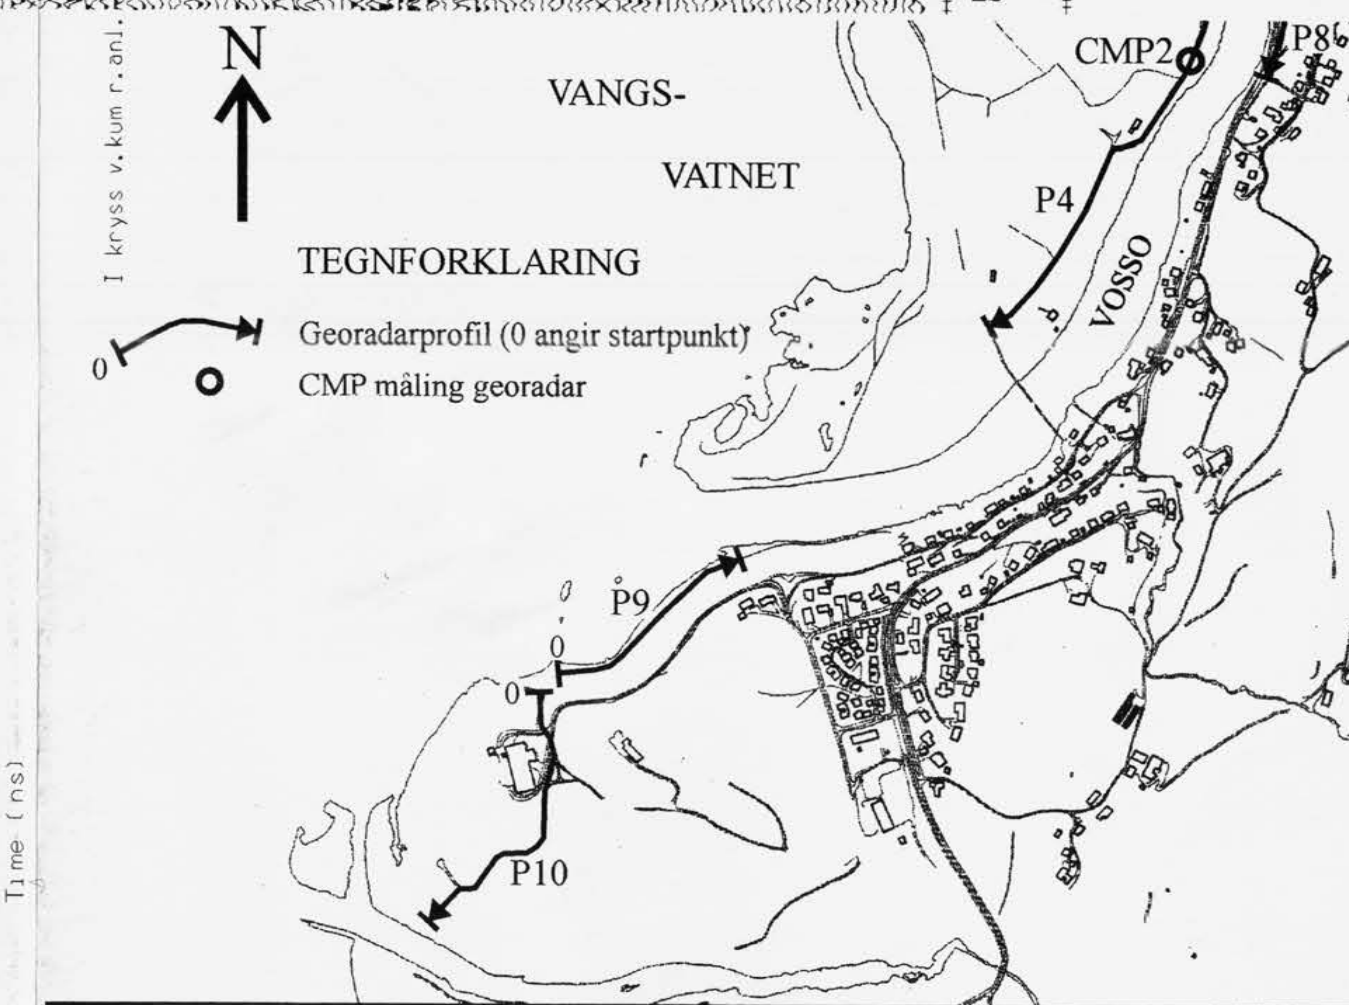 N
VANGS-
VATNET
CMP2
P8
P4
VOSSO
TEGNFORKLARING
0
Georadarprofil (0 angir startpunkt)
CMP måling georadar
P9
0
0
P10
I kryss v.kum r.anl.
Time (ns)